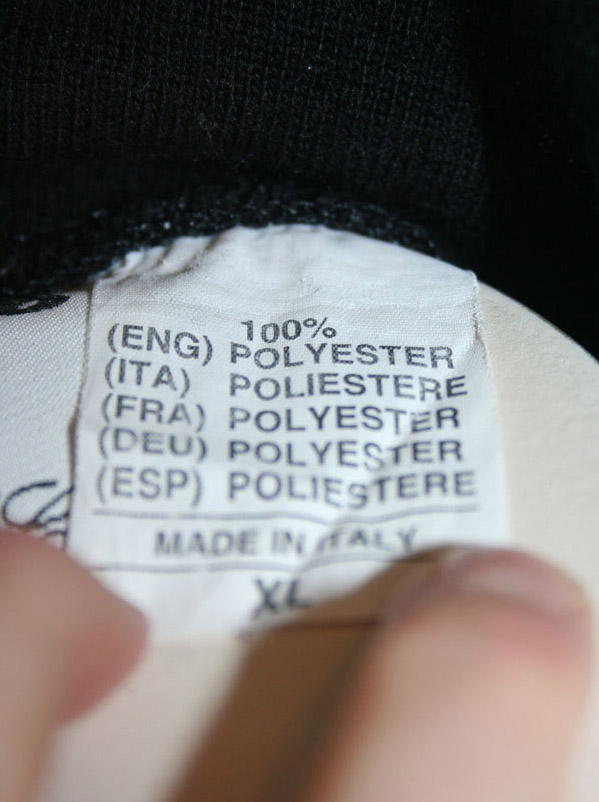 100%
(ENG) POLYESTER
(ITA) POLIESTERE
(FRA) POLYESTER
(DEU) POLYESTER
(ESP) POLIESTERE
MADE IN ITALY
XL